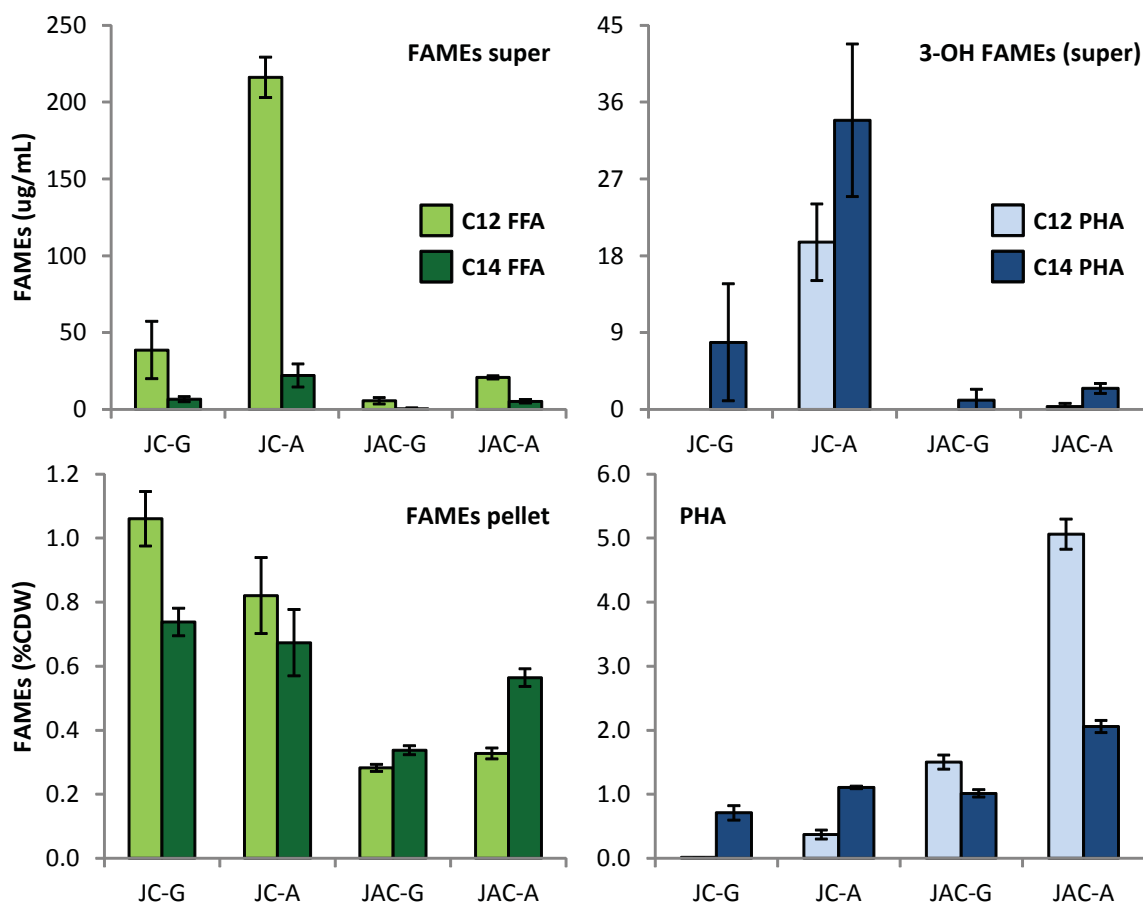 FAMEs super
FAMEs (ug/mL)
250
200
150
100
50
0
C12 FFA
C14 FFA
JC-G JC-A JAC-G JAC-A
3-OH FAMEs (super)
45
36
27
18
9
0
C12 PHA
C14 PHA
JC-G JC-A JAC-G JAC-A
FAMEs pellet
FAMEs (%CDW)
1.2
1.0
0.8
0.6
0.4
0.2
0.0
JC-G JC-A JAC-G JAC-A
PHA
6.0
5.0
4.0
3.0
2.0
1.0
0.0
JC-G JC-A JAC-G JAC-A